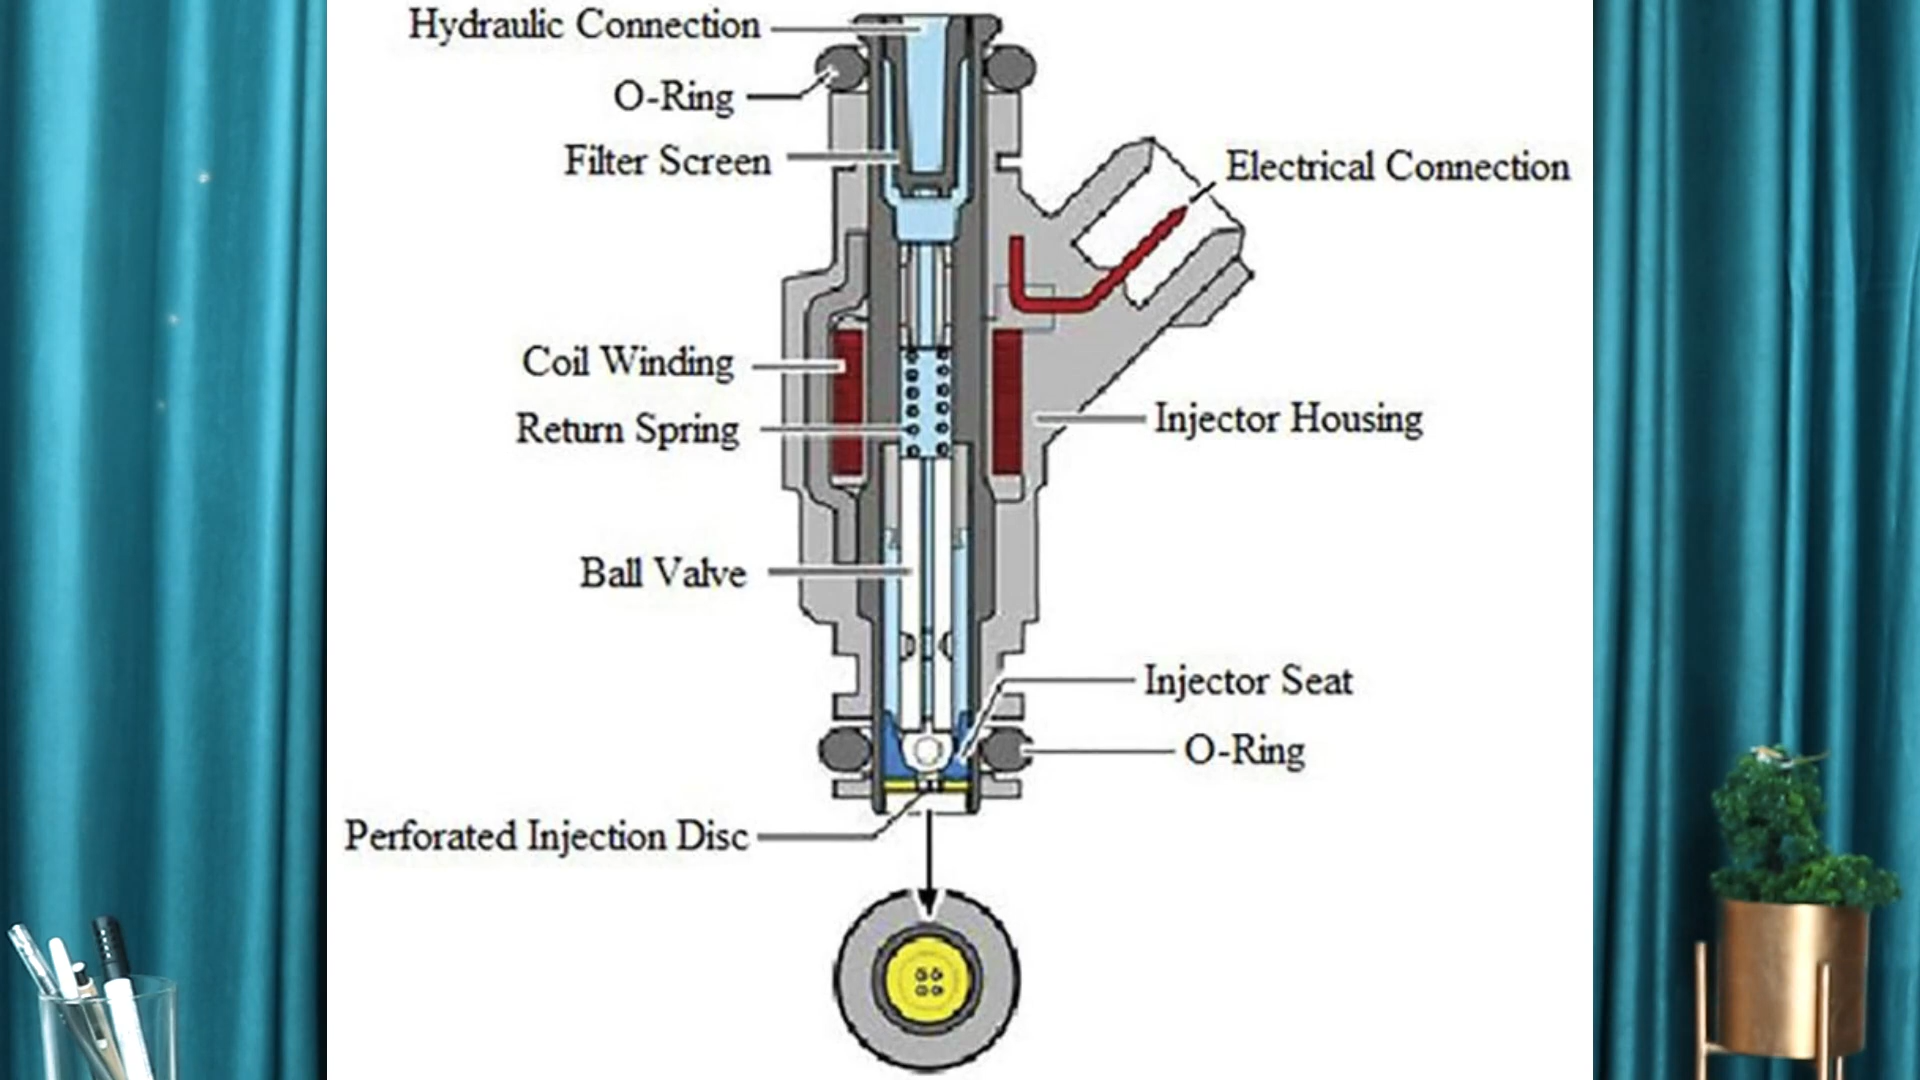 Hydraulic Connection
O-Ring
Filter Screen
Electrical Connection
Coil Winding
Return Spring
Injector Housing
Ball Valve
Injector Seat
O-Ring
Perforated Injection Disc